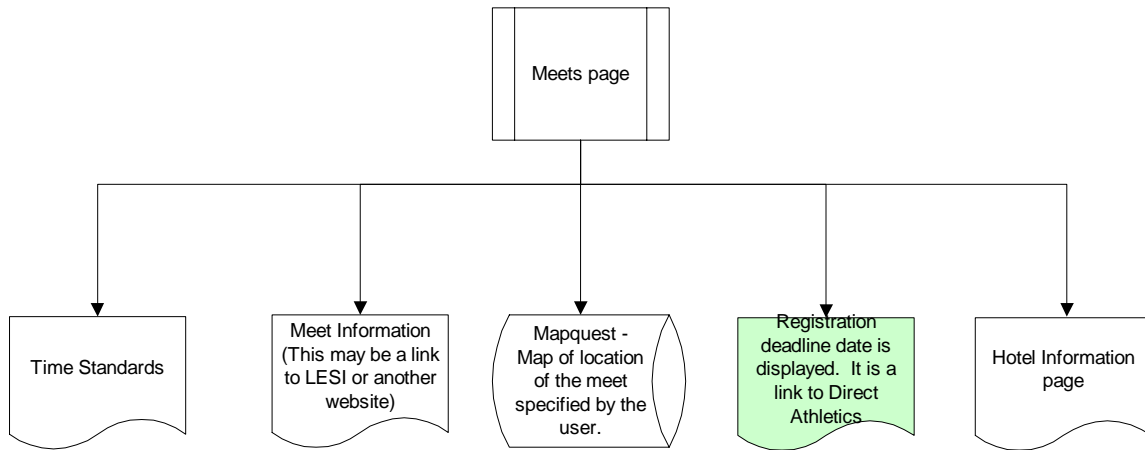 Meets page
Time Standards
Meet Information
(This may be a link
to LESI or another
website)
Mapquest -
Map of location
of the meet
specified by the
user.
Registration
deadline date is
displayed.  It is a
link to Direct
Athletics
Hotel Information
page